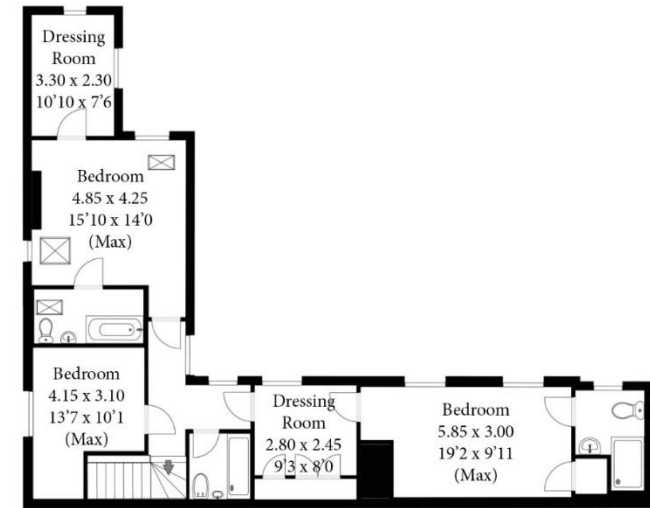 Dressing
Room
3.30 x 2.30
10'10 x 7'6
Bedroom
4.85 x 4.25
15'10 x 14'0
(Max)
Bedroom
4.15 x 3.10
13'7 x 10'1
(Max)
Dressing
Room
2.80 x 2.45
9'3 x 8'0
Bedroom
5.85 x 3.00
19'2 x 9'11
(Max)